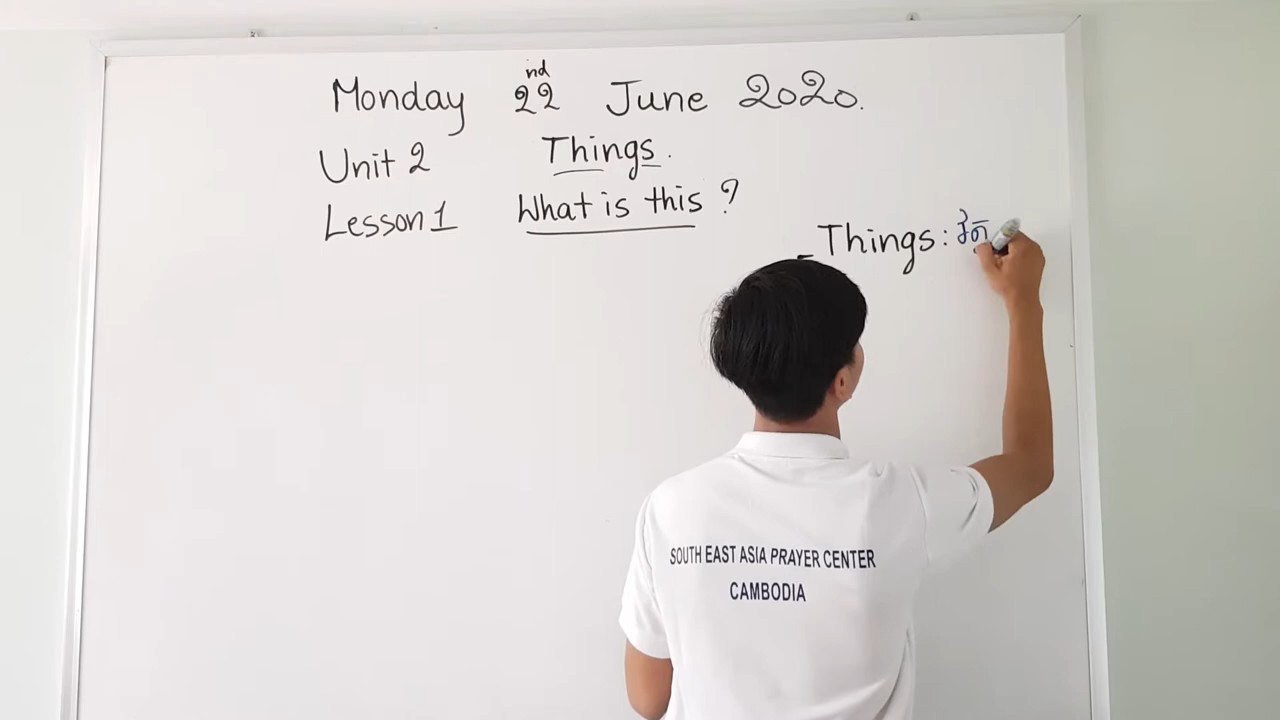 Monday 22nd June 2020.
Unit 2 Things.
Lesson 1 What is this ?
- Things:
SOUTH EAST ASIA PRAYER CENTER
CAMBODIA